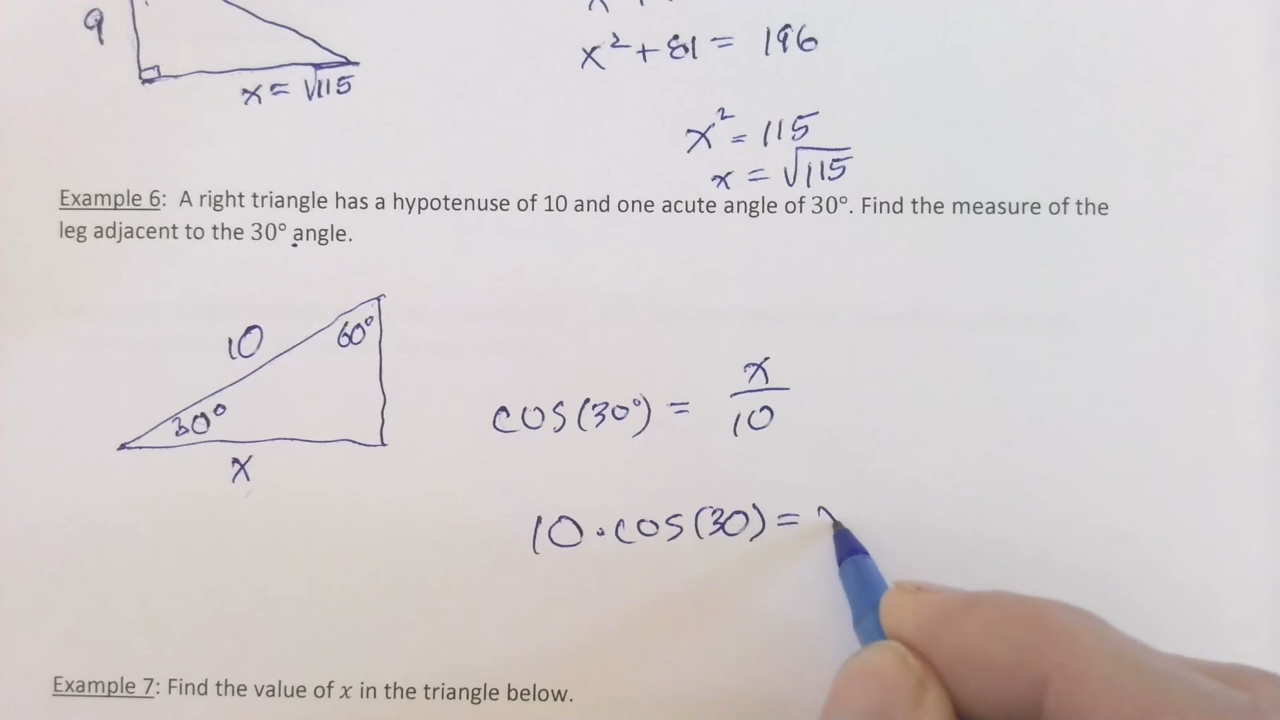 9
x = √115
x² + 81 = 196
x² = 115
x = √115
Example 6: A right triangle has a hypotenuse of 10 and one acute angle of 30°. Find the measure of the
leg adjacent to the 30° angle.
10
60°
30°
x
cos(30°) = x/10
10 · cos(30) =
Example 7: Find the value of x in the triangle below.